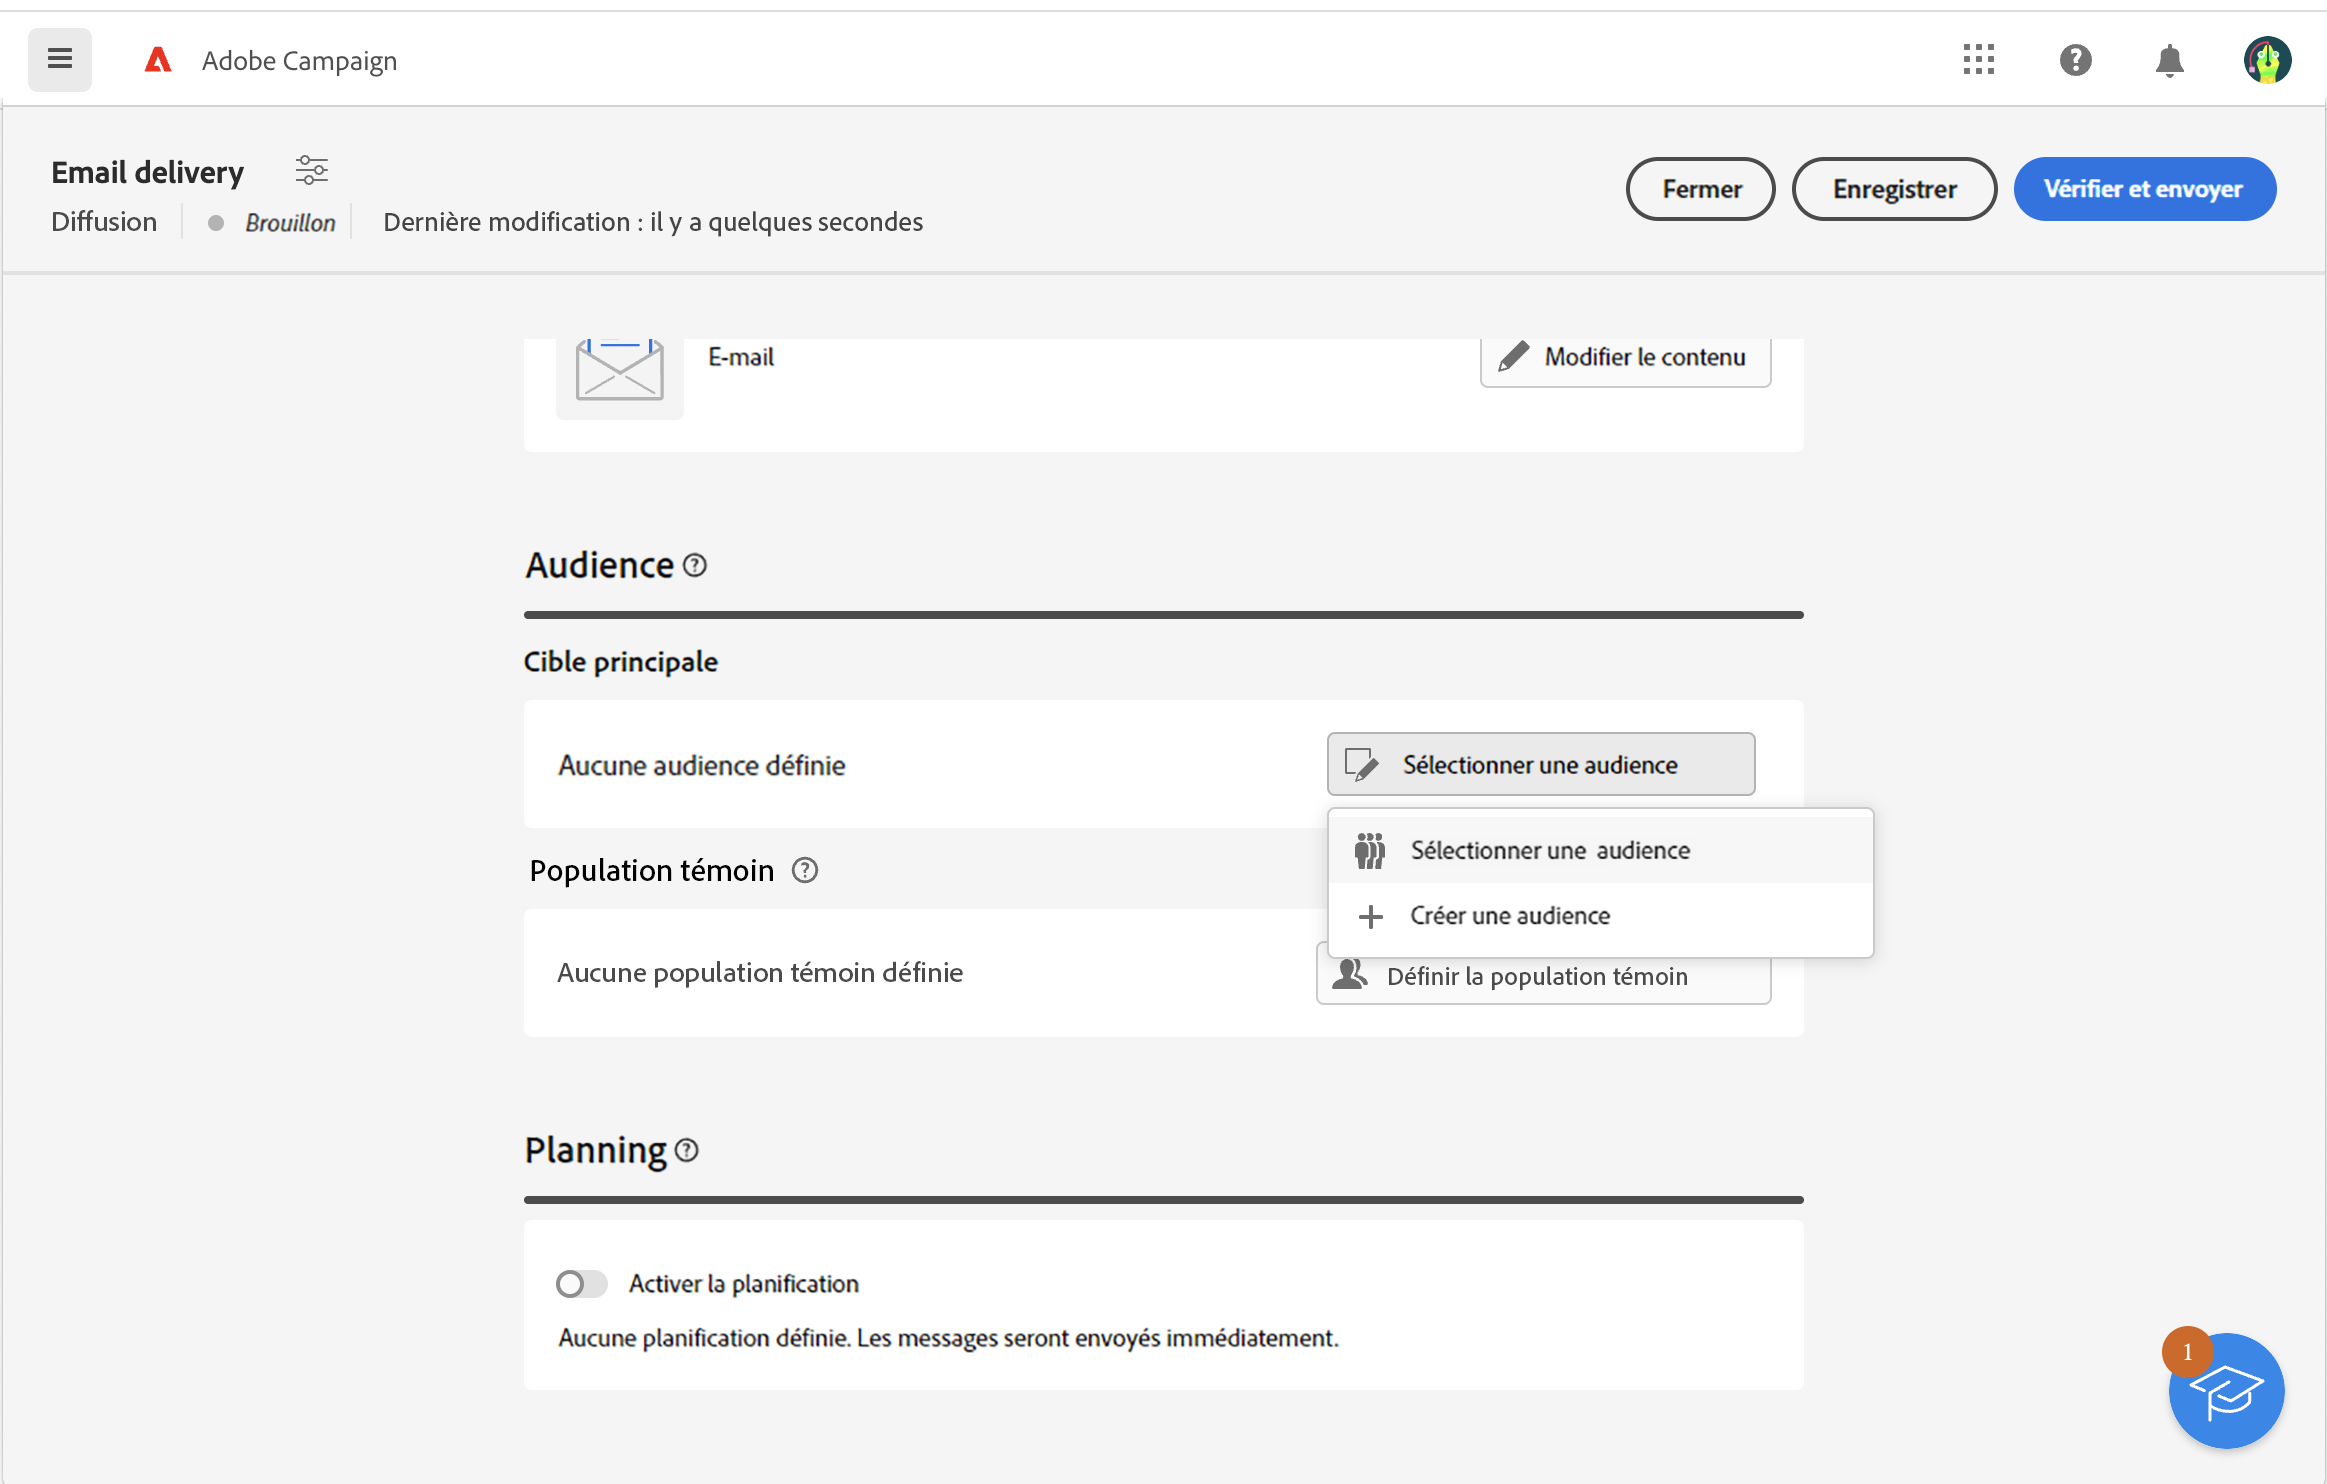 Adobe Campaign
Email delivery
Fermer
Enregistrer
Vérifier et envoyer
Diffusion
Brouillon
Dernière modification : il y a quelques secondes
E-mail
Modifier le contenu
Audience
Cible principale
Aucune audience définie
Sélectionner une audience
Sélectionner une audience
Créer une audience
Population témoin
Aucune population témoin définie
Définir la population témoin
Planning
Activer la planification
Aucune planification définie. Les messages seront envoyés immédiatement.
1